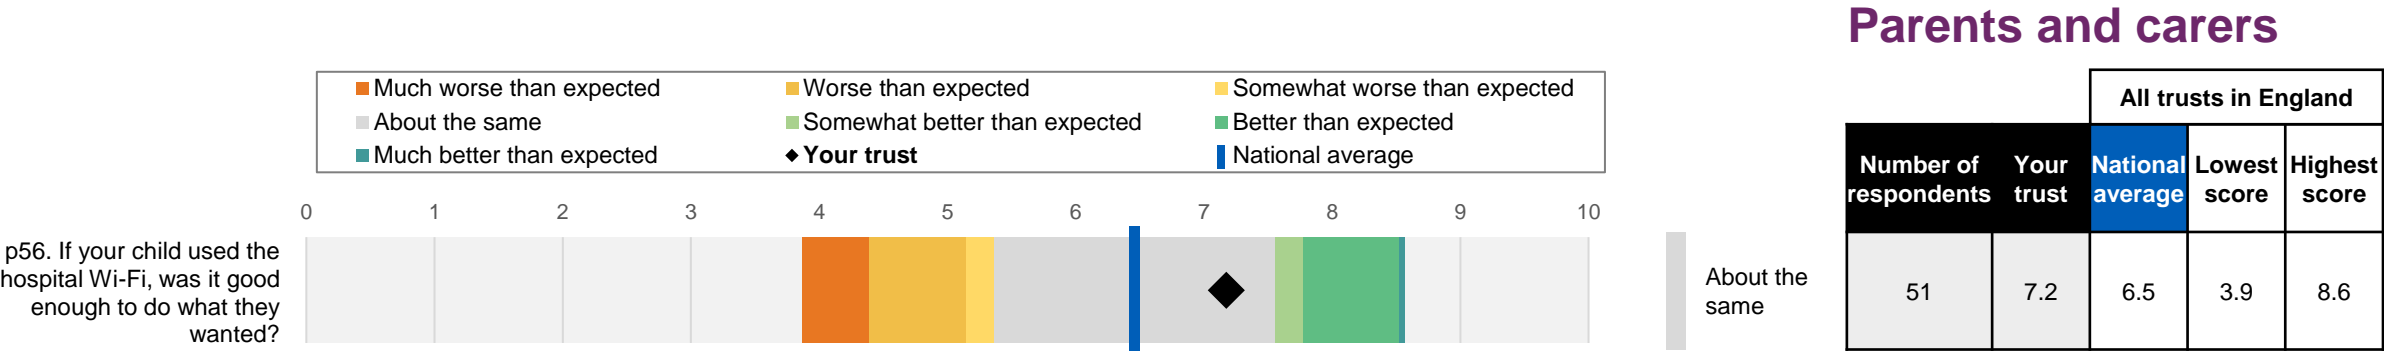 Parents and carers
Much worse than expected
Worse than expected
Somewhat worse than expected
About the same
Somewhat better than expected
Better than expected
Much better than expected
Your trust
National average
0 1 2 3 4 5 6 7 8 9 10
p56. If your child used the
hospital Wi-Fi, was it good
enough to do what they
wanted?
About the
same
All trusts in England
Number of
respondents
Your
trust
National
average
Lowest
score
Highest
score
51 7.2 6.5 3.9 8.6